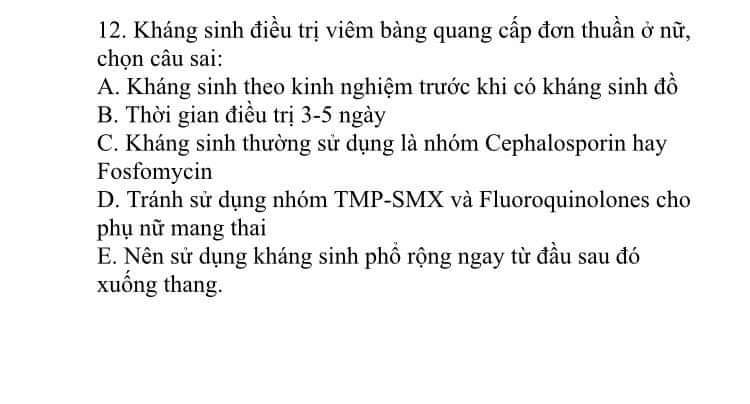 12. Kháng sinh điều trị viêm bàng quang cấp đơn thuần ở nữ,
chọn câu sai:
A. Kháng sinh theo kinh nghiệm trước khi có kháng sinh đồ
B. Thời gian điều trị 3-5 ngày
C. Kháng sinh thường sử dụng là nhóm Cephalosporin hay
Fosfomycin
D. Tránh sử dụng nhóm TMP-SMX và Fluoroquinolones cho
phụ nữ mang thai
E. Nên sử dụng kháng sinh phổ rộng ngay từ đầu sau đó
xuống thang.